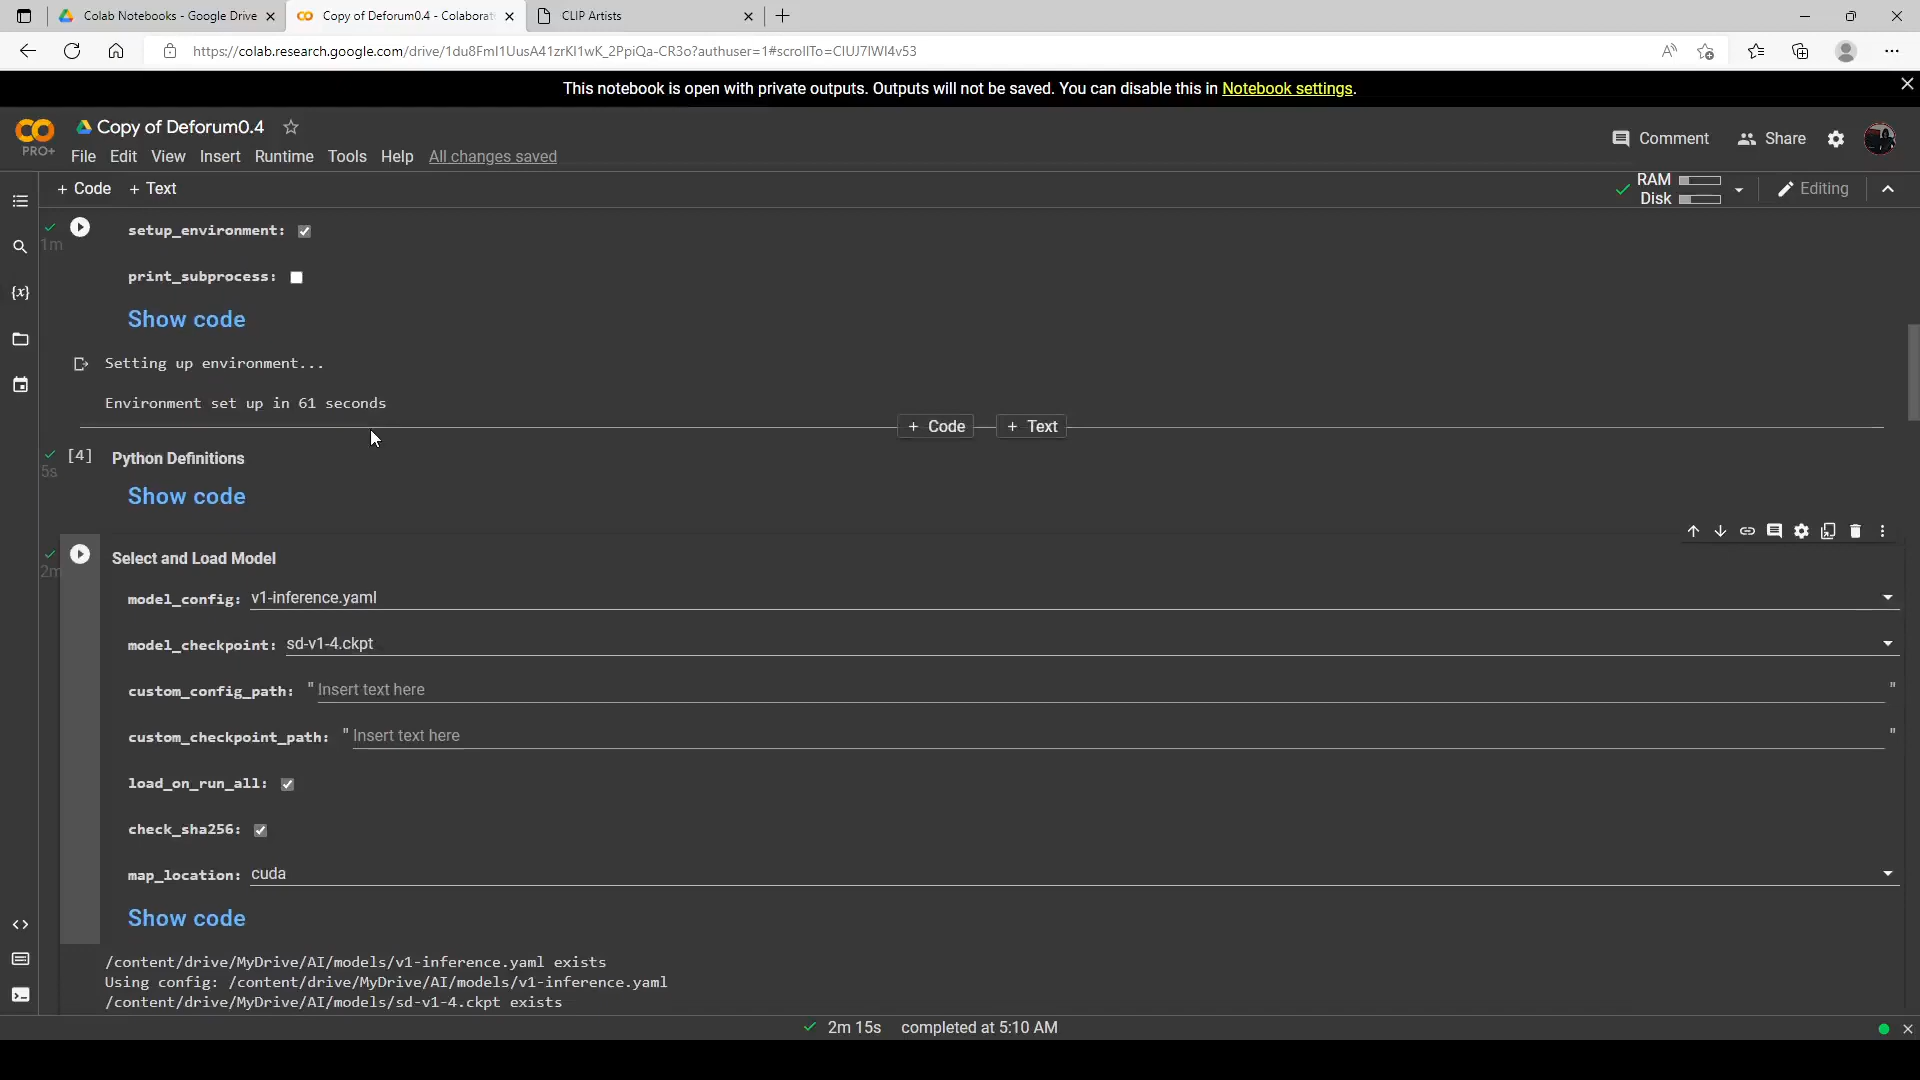 Colab Notebooks - Google Drive
Copy of Deforum0.4 - Colaborat
CLIP Artists
https://colab.research.google.com/drive/1du8FmI1UusA41zrKI1wK_2PpiQa-CR3o?authuser=1#scrollTo=CIUJ7IWI4v53
This notebook is open with private outputs. Outputs will not be saved. You can disable this in Notebook settings.
PRO+
Copy of Deforum0.4
File Edit View Insert Runtime Tools Help All changes saved
Comment
Share
+ Code + Text
RAM
Disk
Editing
1m
setup_environment:
print_subprocess:
Show code
Setting up environment...
Environment set up in 61 seconds
+ Code + Text
[4] Python Definitions
5s
Show code
Select and Load Model
2m
model_config: v1-inference.yaml
model_checkpoint: sd-v1-4.ckpt
custom_config_path: " Insert text here "
custom_checkpoint_path: " Insert text here "
load_on_run_all:
check_sha256:
map_location: cuda
Show code
/content/drive/MyDrive/AI/models/v1-inference.yaml exists
Using config: /content/drive/MyDrive/AI/models/v1-inference.yaml
/content/drive/MyDrive/AI/models/sd-v1-4.ckpt exists
2m 15s completed at 5:10 AM